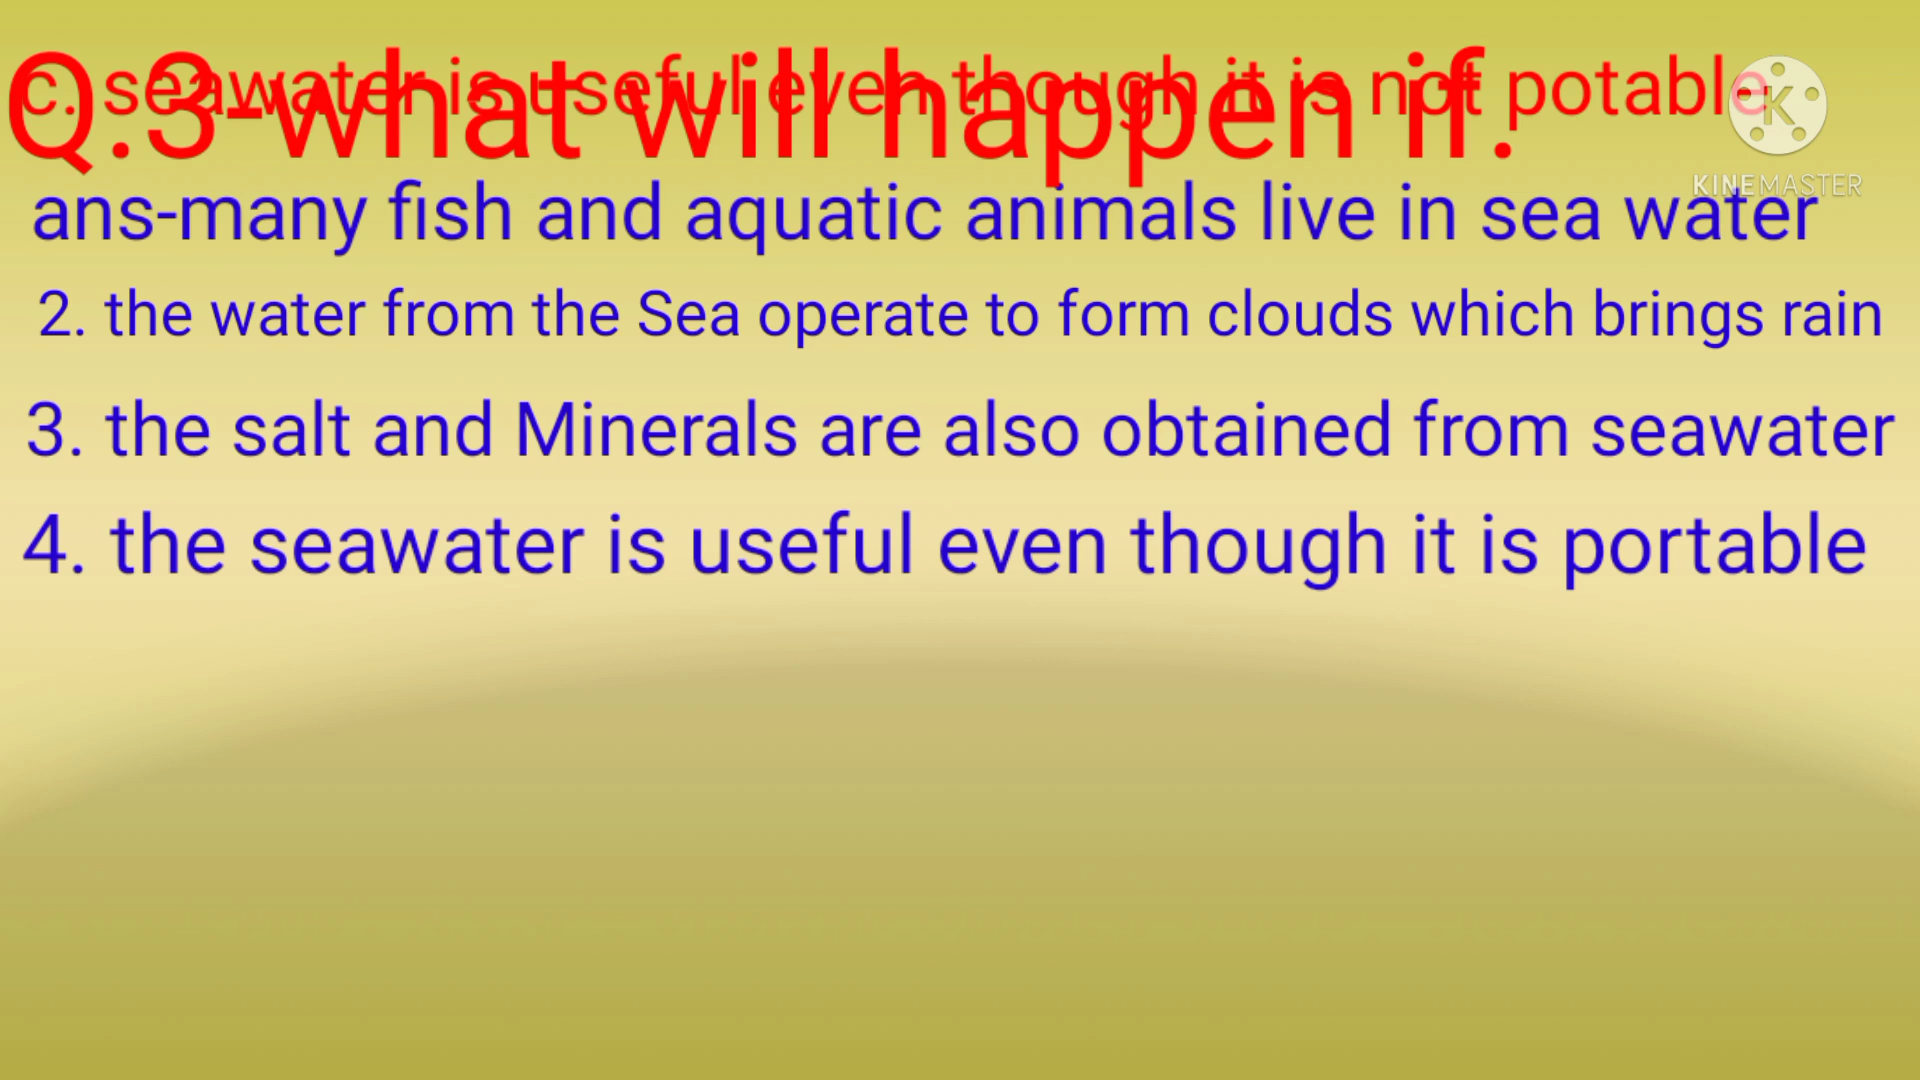 Q.3-what will happen if.
c. seawater is useful even though it is not potable
KINEMASTER
ans-many fish and aquatic animals live in sea water
2. the water from the Sea operate to form clouds which brings rain
3. the salt and Minerals are also obtained from seawater
4. the seawater is useful even though it is portable